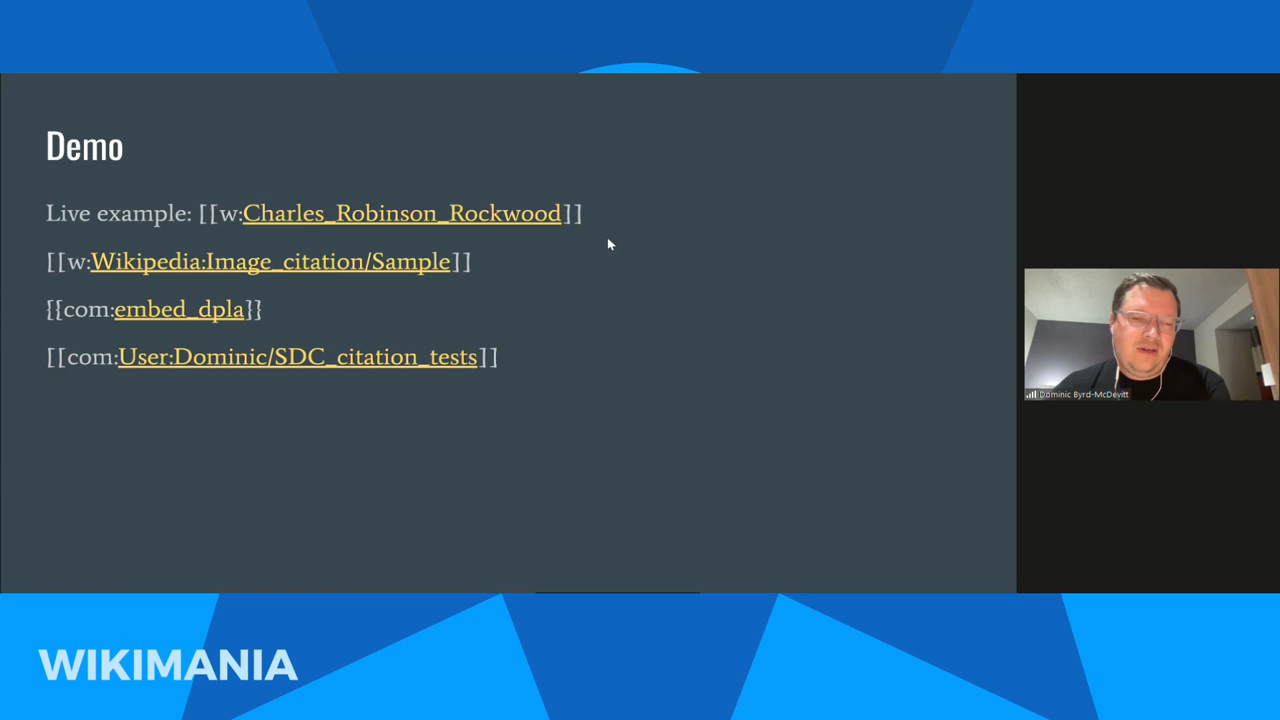 Demo
Live example: [[w:Charles_Robinson_Rockwood]]
[[w:Wikipedia:Image_citation/Sample]]
{{com:embed_dpla}}
[[com:User:Dominic/SDC_citation_tests]]
Dominic Byrd-McDevitt
WIKIMANIA